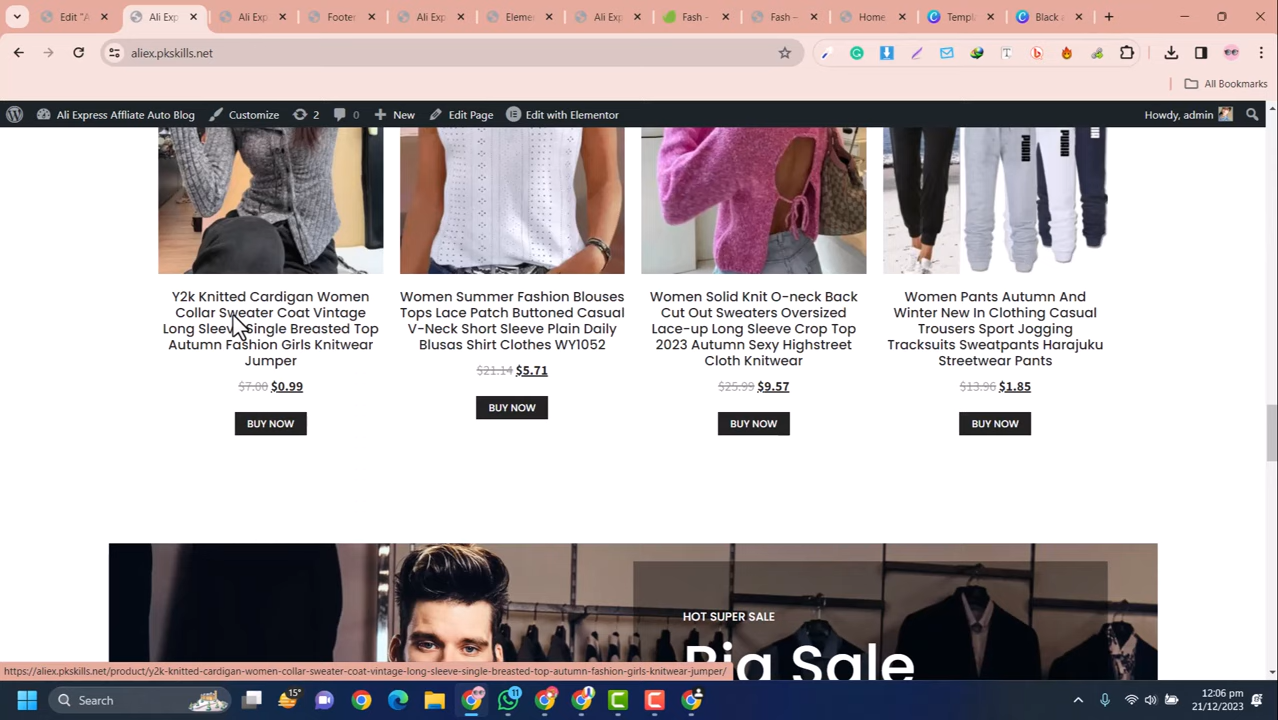 Edit "A
Ali Exp
Ali Exp
Footer
Ali Exp
Eleme
Ali Exp
Fash -
Fash –
Home
Templ
Black a
aliex.pkskills.net
All Bookmarks
Ali Express Affliate Auto Blog
Customize
2
0
New
Edit Page
Edit with Elementor
Howdy, admin
Y2k Knitted Cardigan Women
Collar Sweater Coat Vintage
Long Sleeve Single Breasted Top
Autumn Fashion Girls Knitwear
Jumper
$7.00 $0.99
BUY NOW
Women Summer Fashion Blouses
Tops Lace Patch Buttoned Casual
V-Neck Short Sleeve Plain Daily
Blusas Shirt Clothes WY1052
$21.14 $5.71
BUY NOW
Women Solid Knit O-neck Back
Cut Out Sweaters Oversized
Lace-up Long Sleeve Crop Top
2023 Autumn Sexy Highstreet
Cloth Knitwear
$25.99 $9.57
BUY NOW
Women Pants Autumn And
Winter New In Clothing Casual
Trousers Sport Jogging
Tracksuits Sweatpants Harajuku
Streetwear Pants
$13.96 $1.85
BUY NOW
HOT SUPER SALE
Big Sale
https://aliex.pkskills.net/product/y2k-knitted-cardigan-women-collar-sweater-coat-vintage-long-sleeve-single-breasted-top-autumn-fashion-girls-knitwear-jumper/
Search
15°
11
12:06 pm
21/12/2023